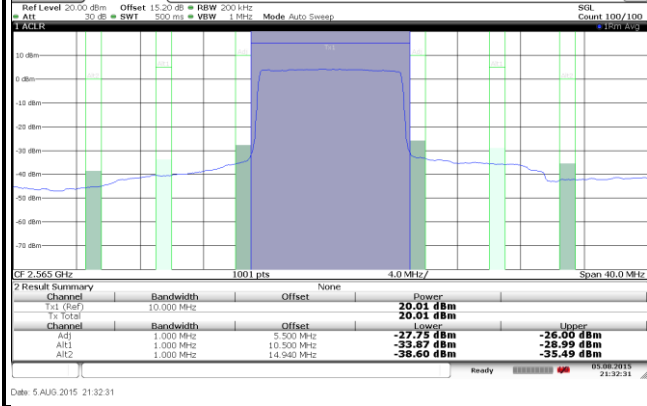 Ref Level 20.00 dBm Offset 15.20 dB RBW 200 kHz SGL
Att 30 dB SWT 500 ms VBW 1 MHz Mode Auto Sweep Count 100/100
1 ACLR 1Rm Avg
10 dBm
0 dBm
-10 dBm
-20 dBm
-30 dBm
-40 dBm
-50 dBm
-60 dBm
-70 dBm
CF 2.565 GHz 1001 pts 4.0 MHz/ Span 40.0 MHz
2 Result Summary None
Channel Bandwidth Offset Power
Tx1 (Ref) 10.000 MHz 20.01 dBm
Tx Total 20.01 dBm
Channel Bandwidth Offset Lower Upper
Adj 1.000 MHz 5.500 MHz -27.75 dBm -26.00 dBm
Alt1 1.000 MHz 10.500 MHz -33.87 dBm -28.99 dBm
Alt2 1.000 MHz 14.940 MHz -38.60 dBm -35.49 dBm
Ready 05.08.2015
21:32:31
Date: 5.AUG.2015 21:32:31